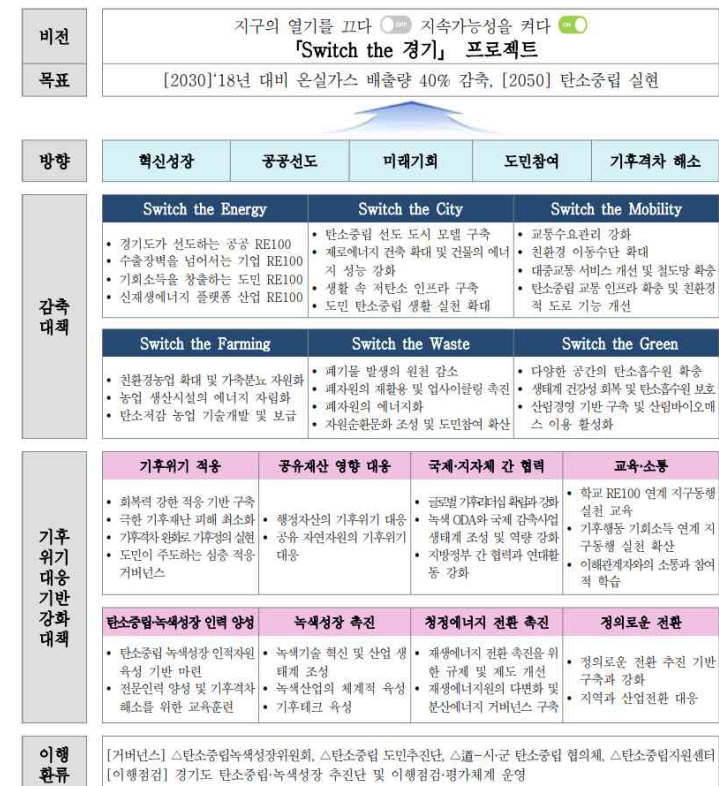 비전
지구의 열기를 끄다 OFF 지속가능성을 켜다 ON
「Switch the 경기」 프로젝트
목표
[2030]‘18년 대비 온실가스 배출량 40% 감축, [2050] 탄소중립 실현
방향
혁신성장 공공선도 미래기회 도민참여 기후격차 해소
감축
대책
Switch the Energy
• 경기도가 선도하는 공공 RE100
• 수출장벽을 넘어서는 기업 RE100
• 기회소득을 창출하는 도민 RE100
• 신재생에너지 플랫폼 산업 RE100
Switch the City
• 탄소중립 선도 도시 모델 구축
• 제로에너지 건축 확대 및 건물의 에너
지 성능 강화
• 생활 속 저탄소 인프라 구축
• 도민 탄소중립 생활 실천 확대
Switch the Mobility
• 교통수요관리 강화
• 친환경 이동수단 확대
• 대중교통 서비스 개선 및 철도망 확충
• 탄소중립 교통 인프라 확충 및 친환경
적 도로 기능 개선
Switch the Farming
• 친환경농업 확대 및 가축분뇨 자원화
• 농업 생산시설의 에너지 자립화
• 탄소저감 농업 기술개발 및 보급
Switch the Waste
• 폐기물 발생의 원천 감소
• 폐자원의 재활용 및 업사이클링 촉진
• 폐자원의 에너지화
• 자원순환문화 조성 및 도민참여 확산
Switch the Green
• 다양한 공간의 탄소흡수원 확충
• 생태계 건강성 회복 및 탄소흡수원 보호
• 산림경영 기반 구축 및 산림바이오매
스 이용 활성화
기후
위기
대응
기반
강화
대책
기후위기 적응
• 회복력 강한 적응 기반 구축
• 극한 기후재난 피해 최소화
• 기후격차 완화로 기후정의 실현
• 도민이 주도하는 심층 적응
거버넌스
공유재산 영향 대응
• 행정자산의 기후위기 대응
• 공유 자연자원의 기후위기
대응
국제·지자체 간 협력
• 글로벌 기후리더십 확립과 강화
• 녹색 ODA와 국제 감축사업
생태계 조성 및 역량 강화
• 지방정부 간 협력과 연대활
동 강화
교육·소통
• 학교 RE100 연계 지구동행
실천 교육
• 기후행동 기회소득 연계 지
구동행 실천 확산
• 이해관계자와의 소통과 참여
적 학습
탄소중립·녹색성장 인력 양성
• 탄소중립 녹색성장 인적자원
육성 기반 마련
• 전문인력 양성 및 기후격차
해소를 위한 교육훈련
녹색성장 촉진
• 녹색기술 혁신 및 산업 생
태계 조성
• 녹색산업의 체계적 육성
• 기후테크 육성
청정에너지 전환 촉진
• 재생에너지 전환 촉진을 위
한 규제 및 제도 개선
• 재생에너지원의 다변화 및
분산에너지 거버넌스 구축
정의로운 전환
• 정의로운 전환 추진 기반
구축과 강화
• 지역과 산업전환 대응
이행
환류
[거버넌스] △탄소중립녹색성장위원회, △탄소중립 도민추진단, △道-시·군 탄소중립 협의체, △탄소중립지원센터
[이행점검] 경기도 탄소중립·녹색성장 추진단 및 이행점검·평가체계 운영